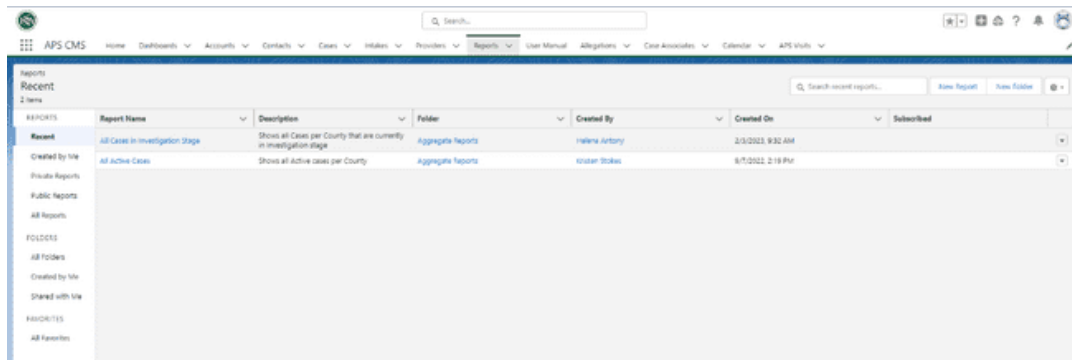 Search...
APS CMS Home Dashboards Accounts Contacts Cases Intakes Providers Reports User Manual Allegations Case Associates Calendar APS Visits
Reports
Recent
2 items
Search recent reports...
New Report New Folder
REPORTS
Recent
Created by Me
Private Reports
Public Reports
All Reports
FOLDERS
All Folders
Created by Me
Shared with Me
FAVORITES
All Favorites
Report Name Description Folder Created By Created On Subscribed
All Cases in Investigation Stage Shows all Cases per County that are currently Aggregate Reports Helena Antony 2/3/2023, 9:32 AM
in investigation stage
All Active Cases Shows all Active cases per County Aggregate Reports Kristen Stokes 9/7/2022, 2:19 PM